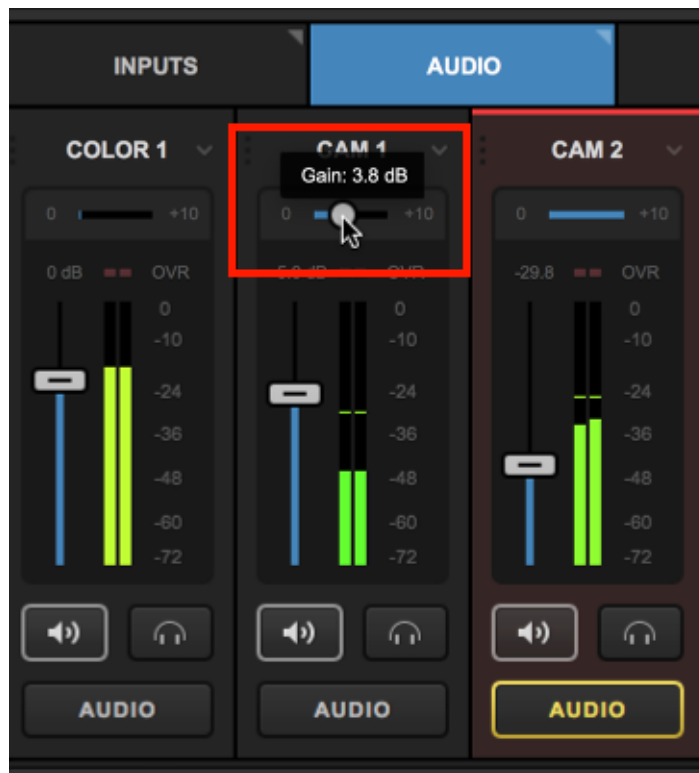 INPUTS
AUDIO
COLOR 1
CAM 1
CAM 2
Gain: 3.8 dB
0 +10
0 +10
0 +10
0 dB OVR
OVR
-29.8 OVR
0
-10
-24
-36
-48
-60
-72
0
-10
-24
-36
-48
-60
-72
0
-10
-24
-36
-48
-60
-72
AUDIO
AUDIO
AUDIO